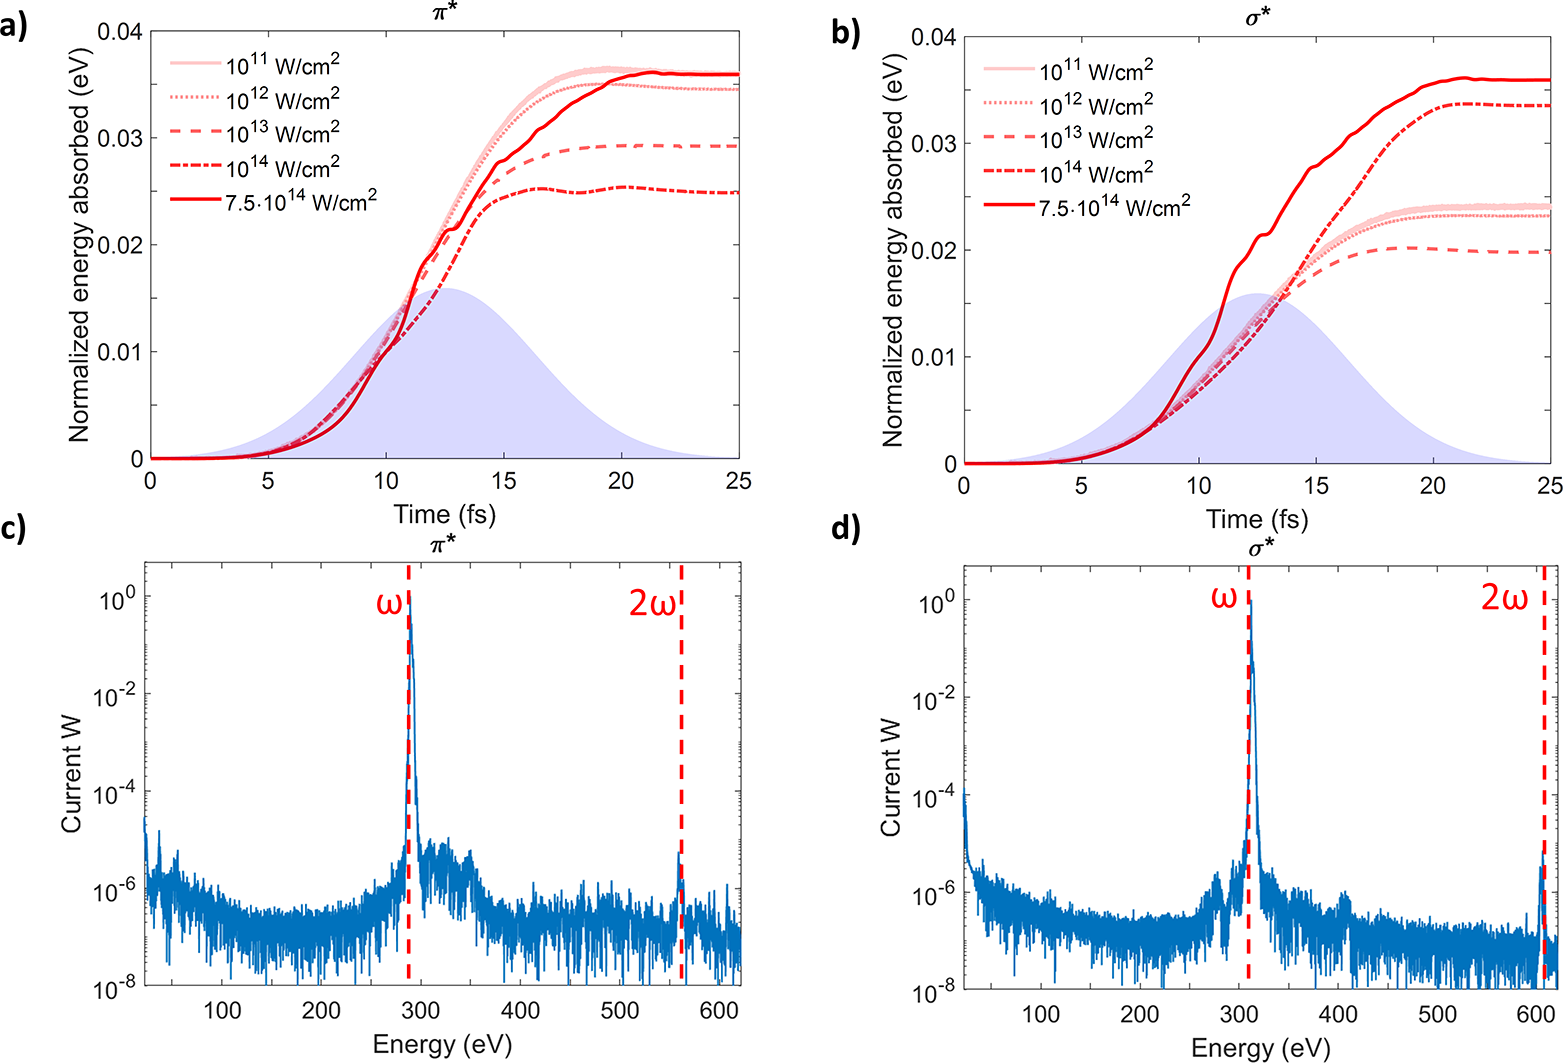 a)
π*
Normalized energy absorbed (eV)
0.04
0.03
0.02
0.01
0
10¹¹ W/cm²
10¹² W/cm²
10¹³ W/cm²
10¹⁴ W/cm²
7.5·10¹⁴ W/cm²
0 5 10 15 20 25
Time (fs)
b)
σ*
Normalized energy absorbed (eV)
0.04
0.03
0.02
0.01
0
10¹¹ W/cm²
10¹² W/cm²
10¹³ W/cm²
10¹⁴ W/cm²
7.5·10¹⁴ W/cm²
0 5 10 15 20 25
Time (fs)
c)
π*
Current W
10⁰
10⁻²
10⁻⁴
10⁻⁶
10⁻⁸
ω
2ω
100 200 300 400 500 600
Energy (eV)
d)
σ*
Current W
10⁰
10⁻²
10⁻⁴
10⁻⁶
10⁻⁸
ω
2ω
100 200 300 400 500 600
Energy (eV)